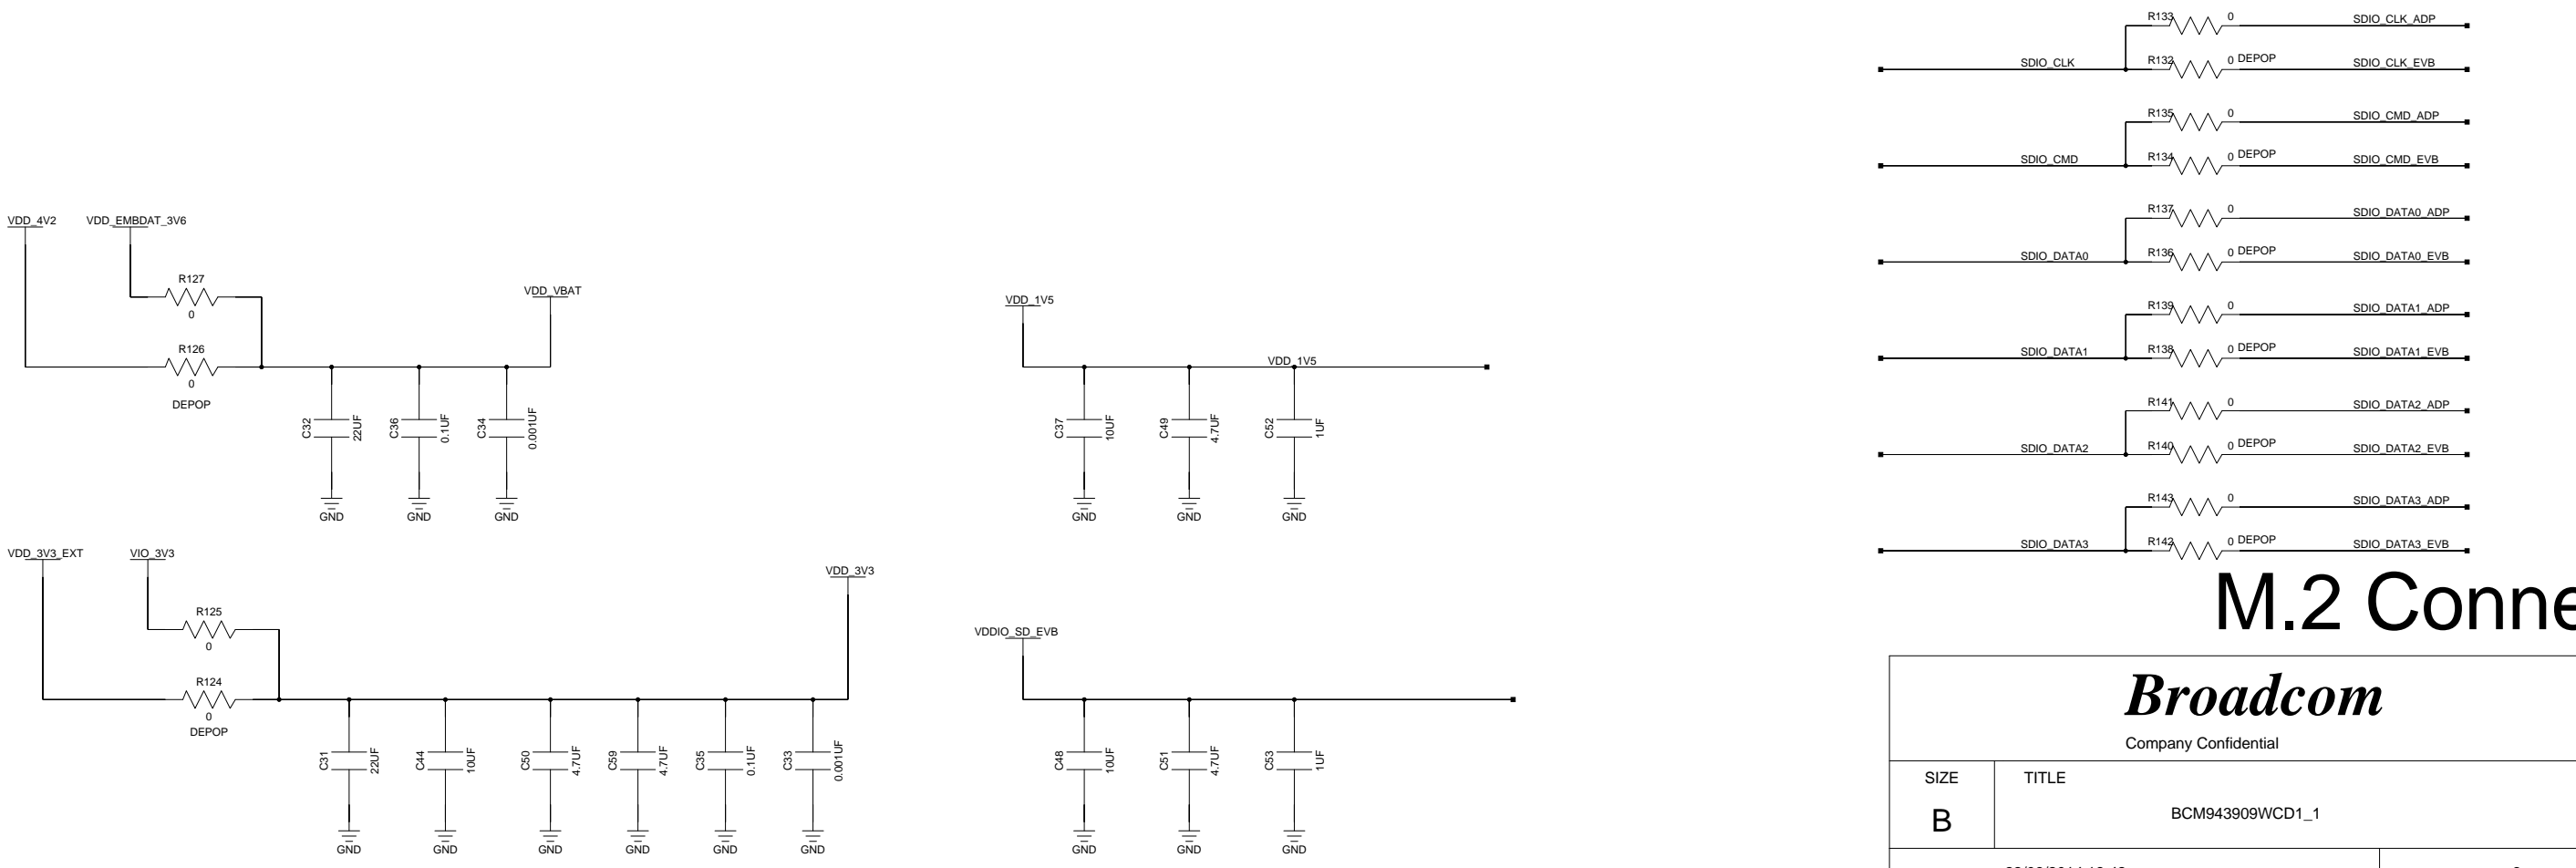 R133 0 SDIO_CLK_ADP
SDIO_CLK R132 0 DEPOP SDIO_CLK_EVB
R135 0 SDIO_CMD_ADP
SDIO_CMD R134 0 DEPOP SDIO_CMD_EVB
R137 0 SDIO_DATA0_ADP
SDIO_DATA0 R136 0 DEPOP SDIO_DATA0_EVB
R139 0 SDIO_DATA1_ADP
SDIO_DATA1 R138 0 DEPOP SDIO_DATA1_EVB
R141 0 SDIO_DATA2_ADP
SDIO_DATA2 R140 0 DEPOP SDIO_DATA2_EVB
R143 0 SDIO_DATA3_ADP
SDIO_DATA3 R142 0 DEPOP SDIO_DATA3_EVB
VDD_4V2 VDD_EMBDAT_3V6
R127
0
VDD_VBAT
R126
0
DEPOP
C32 22UF
C36 0.1UF
C34 0.001UF
GND GND GND
VDD_1V5
VDD_1V5
C37 10UF
C49 4.7UF
C52 1UF
GND GND GND
VDD_3V3_EXT VIO_3V3
VDD_3V3
R125
0
R124
0
DEPOP
C31 22UF
C44 10UF
C50 4.7UF
C59 4.7UF
C35 0.1UF
C33 0.001UF
GND GND GND GND GND GND
VDDIO_SD_EVB
C48 10UF
C51 4.7UF
C53 1UF
GND GND GND
M.2 Conne
Broadcom
Company Confidential
SIZE TITLE
B BCM943909WCD1_1